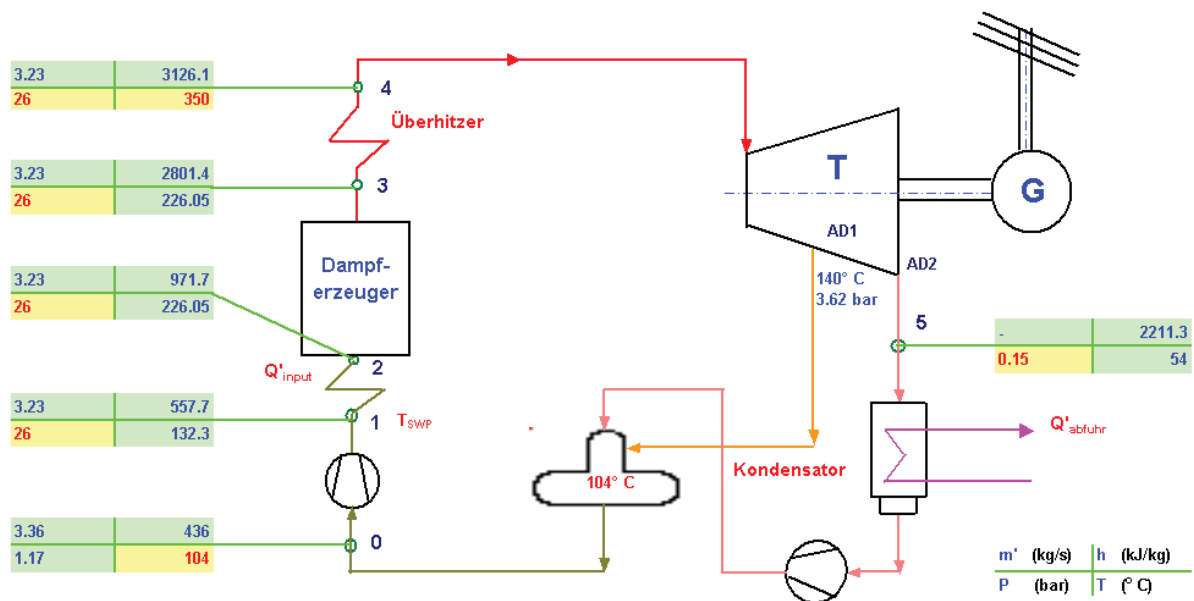 3.23 3126.1
26 350
4
Überhitzer
3.23 2801.4
26 226.05
3
T
G
AD1
AD2
Dampf-
erzeuger
140° C
3.62 bar
3.23 971.7
26 226.05
5
- 2211.3
0.15 54
2
Q'input
3.23 557.7
26 132.3
1
TSWP
Q'abfuhr
Kondensator
104° C
3.36 436
1.17 104
0
m' (kg/s) h (kJ/kg)
P (bar) T (° C)